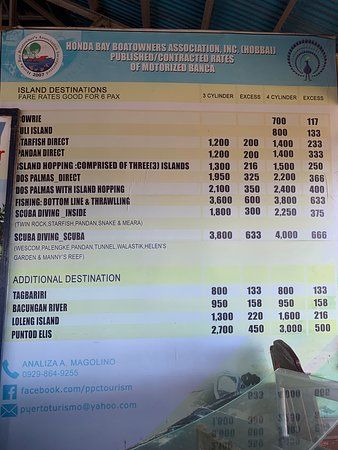 HONDA BAY BOATOWNERS ASSOCIATION, INC. (HOBBAI)
PUBLISHED/CONTRACTED RATES
OF MOTORIZED BANCA
2007
ISLAND DESTINATIONS
FARE RATES GOOD FOR 6 PAX
3 CYLINDER EXCESS 4 CYLINDER EXCESS
OWRIE 700 117
ULI ISLAND 800 133
TARFISH DIRECT 1,200 200 1,400 233
PANDAN DIRECT 1,200 200 1,400 333
ISLAND HOPPING :COMPRISED OF THREE(3) ISLANDS 1,300 216 1,500 250
DOS PALMAS_DIRECT 1,950 325 2,200 366
DOS PALMAS WITH ISLAND HOPPING 2,100 350 2,400 400
FISHING: BOTTOM LINE & THRAWLLING 3,600 600 3,800 633
SCUBA DIVING _INSIDE 1,800 300 2,250 375
(TWIN ROCK,STARFISH,PANDAN,SNAKE & MEARA)
SCUBA DIVNG_SCUBA 3,800 633 4,000 666
(WESCOM,PALENGKE,PANDAN,TUNNEL,WALASTIK,HELEN'S
GARDEN & MANNY'S REEF)
ADDITIONAL DESTINATION
TAGBARIRI 800 133 800 133
BACUNGAN RIVER 950 158 950 158
LOLENG ISLAND 1,300 220 1,600 216
PUNTOD ELIS 2,700 450 3,000 500
ANALIZA A. MAGOLINO
0929-864-9255
facebook.com/ppctourism
puertoturismo@yahoo.com